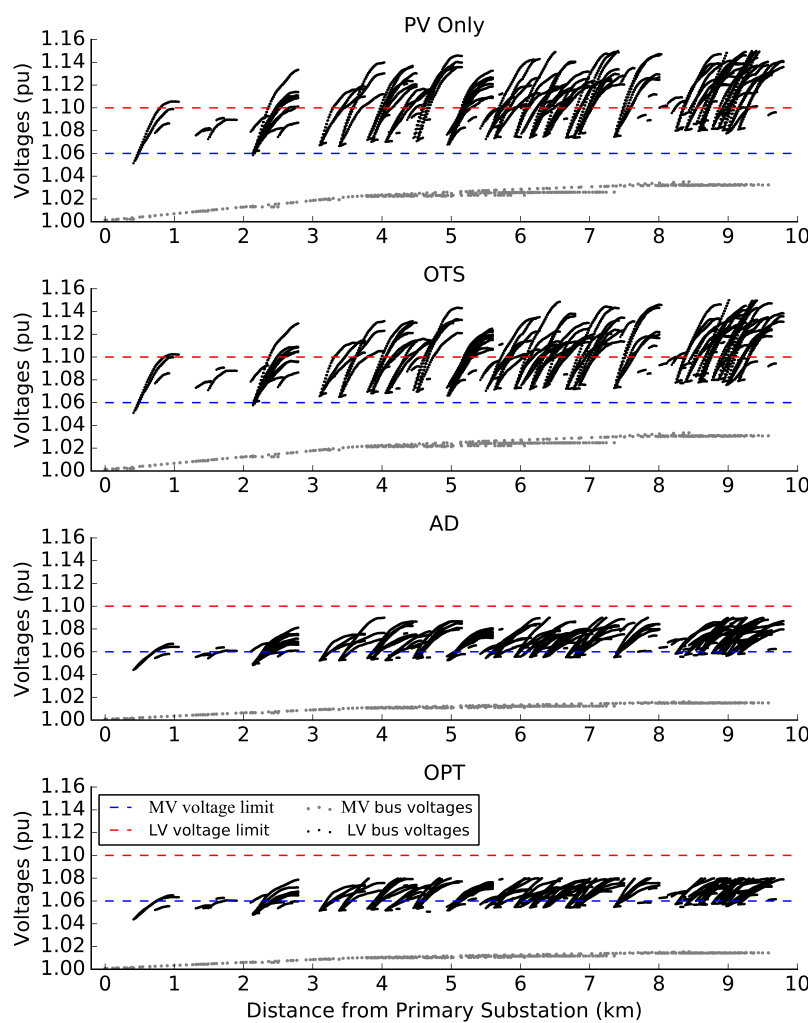 PV Only
Voltages (pu)
1.16
1.14
1.12
1.10
1.08
1.06
1.04
1.02
1.00
0 1 2 3 4 5 6 7 8 9 10
OTS
Voltages (pu)
1.16
1.14
1.12
1.10
1.08
1.06
1.04
1.02
1.00
0 1 2 3 4 5 6 7 8 9 10
AD
Voltages (pu)
1.16
1.14
1.12
1.10
1.08
1.06
1.04
1.02
1.00
0 1 2 3 4 5 6 7 8 9 10
OPT
Voltages (pu)
1.16
1.14
1.12
1.10
1.08
1.06
1.04
1.02
1.00
MV voltage limit MV bus voltages
LV voltage limit LV bus voltages
0 1 2 3 4 5 6 7 8 9 10
Distance from Primary Substation (km)